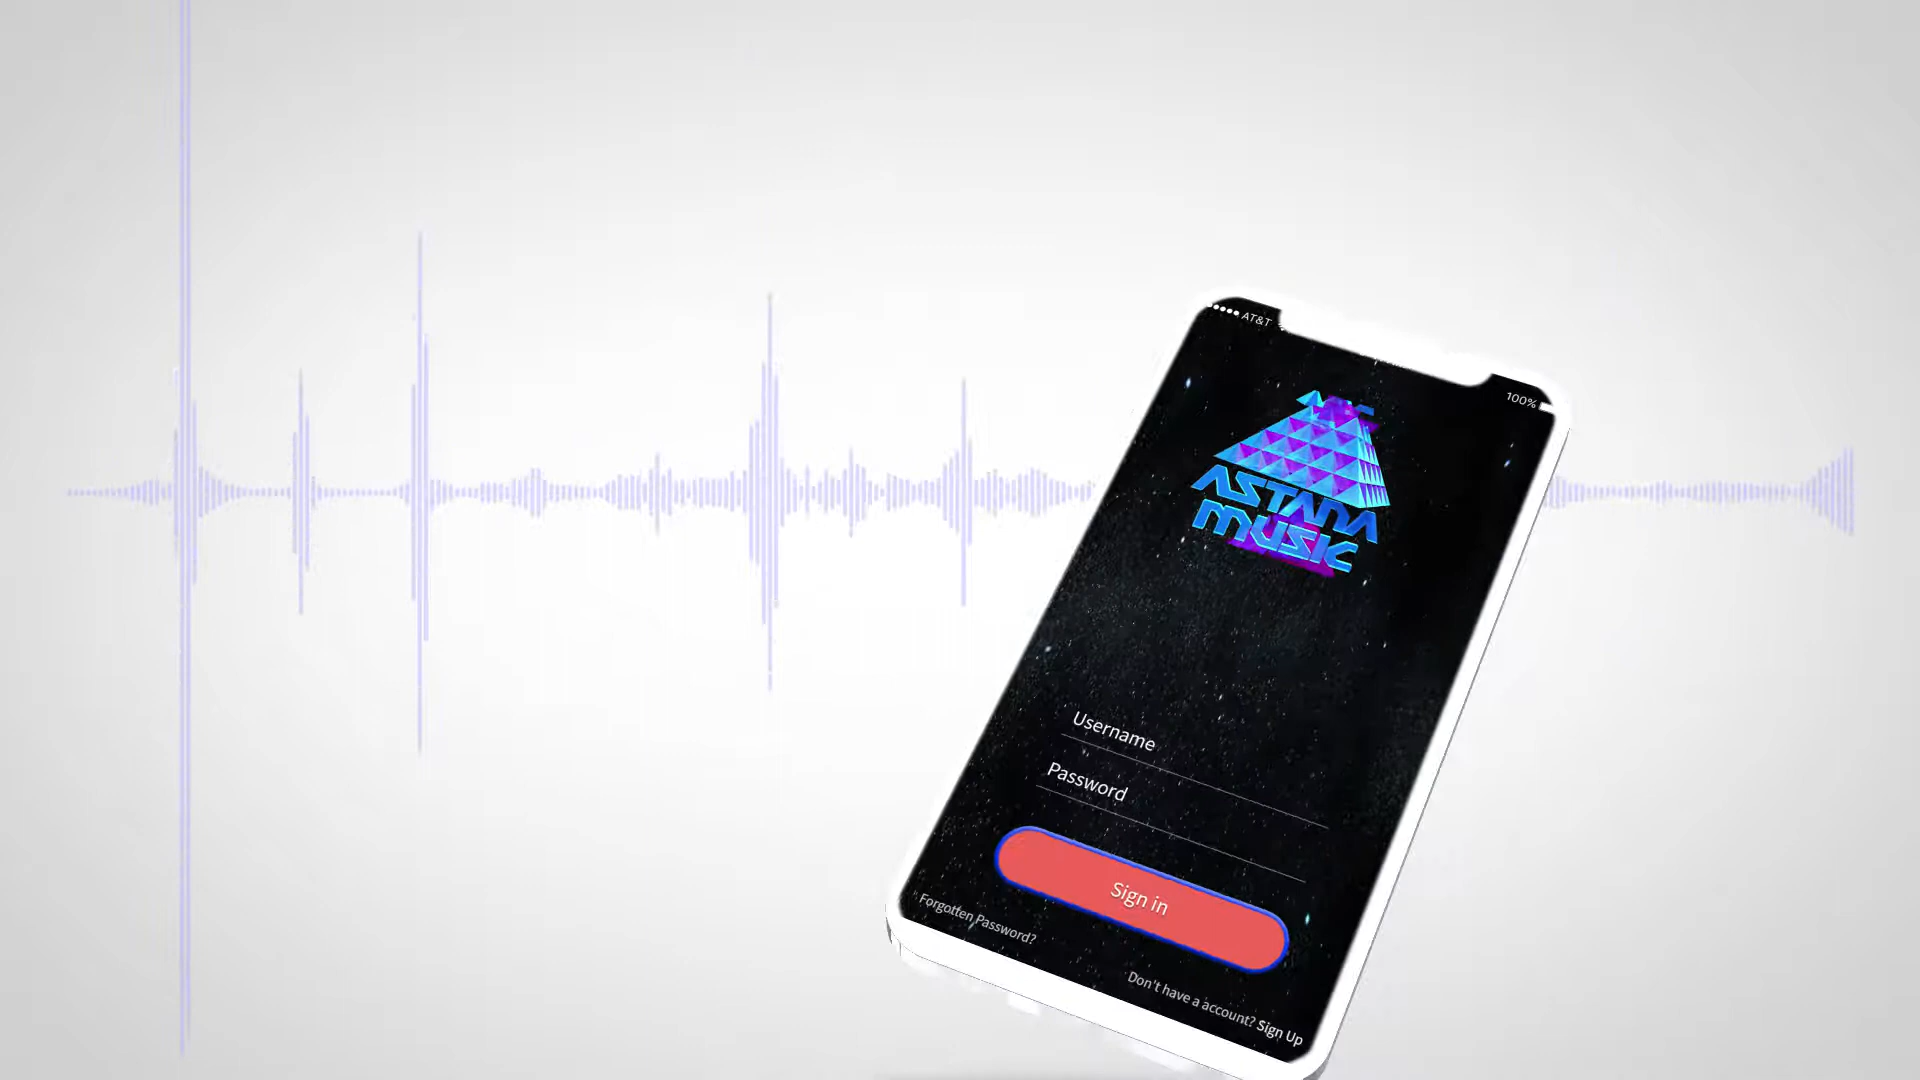 AT&T
100%
ASTANA
MUSIC
Username
Password
Sign in
Forgotten Password?
Don't have a account? Sign Up